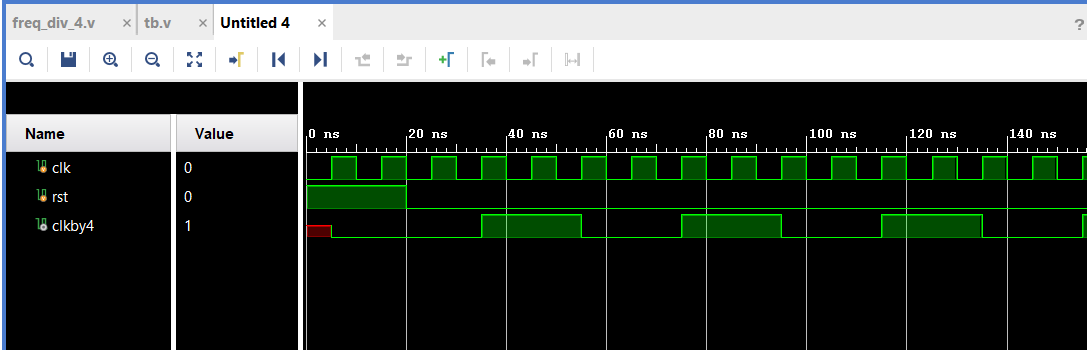 freq_div_4.v × tb.v × Untitled 4 ×
?
Name Value
0 ns 20 ns 40 ns 60 ns 80 ns 100 ns 120 ns 140 ns
clk 0
rst 0
clkby4 1